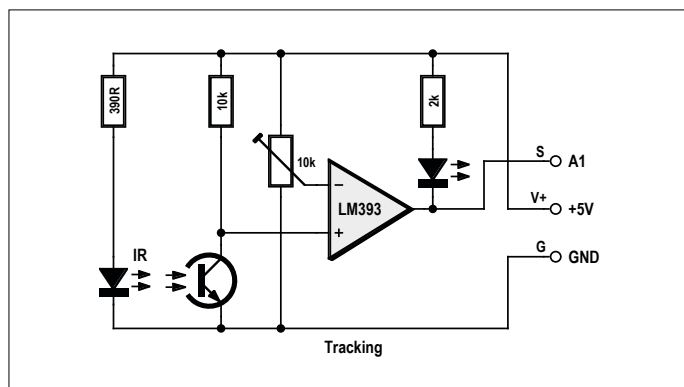 390R
10k
2k
10k
−
LM393
+
IR
S
A1
V+
+5V
G
GND
Tracking